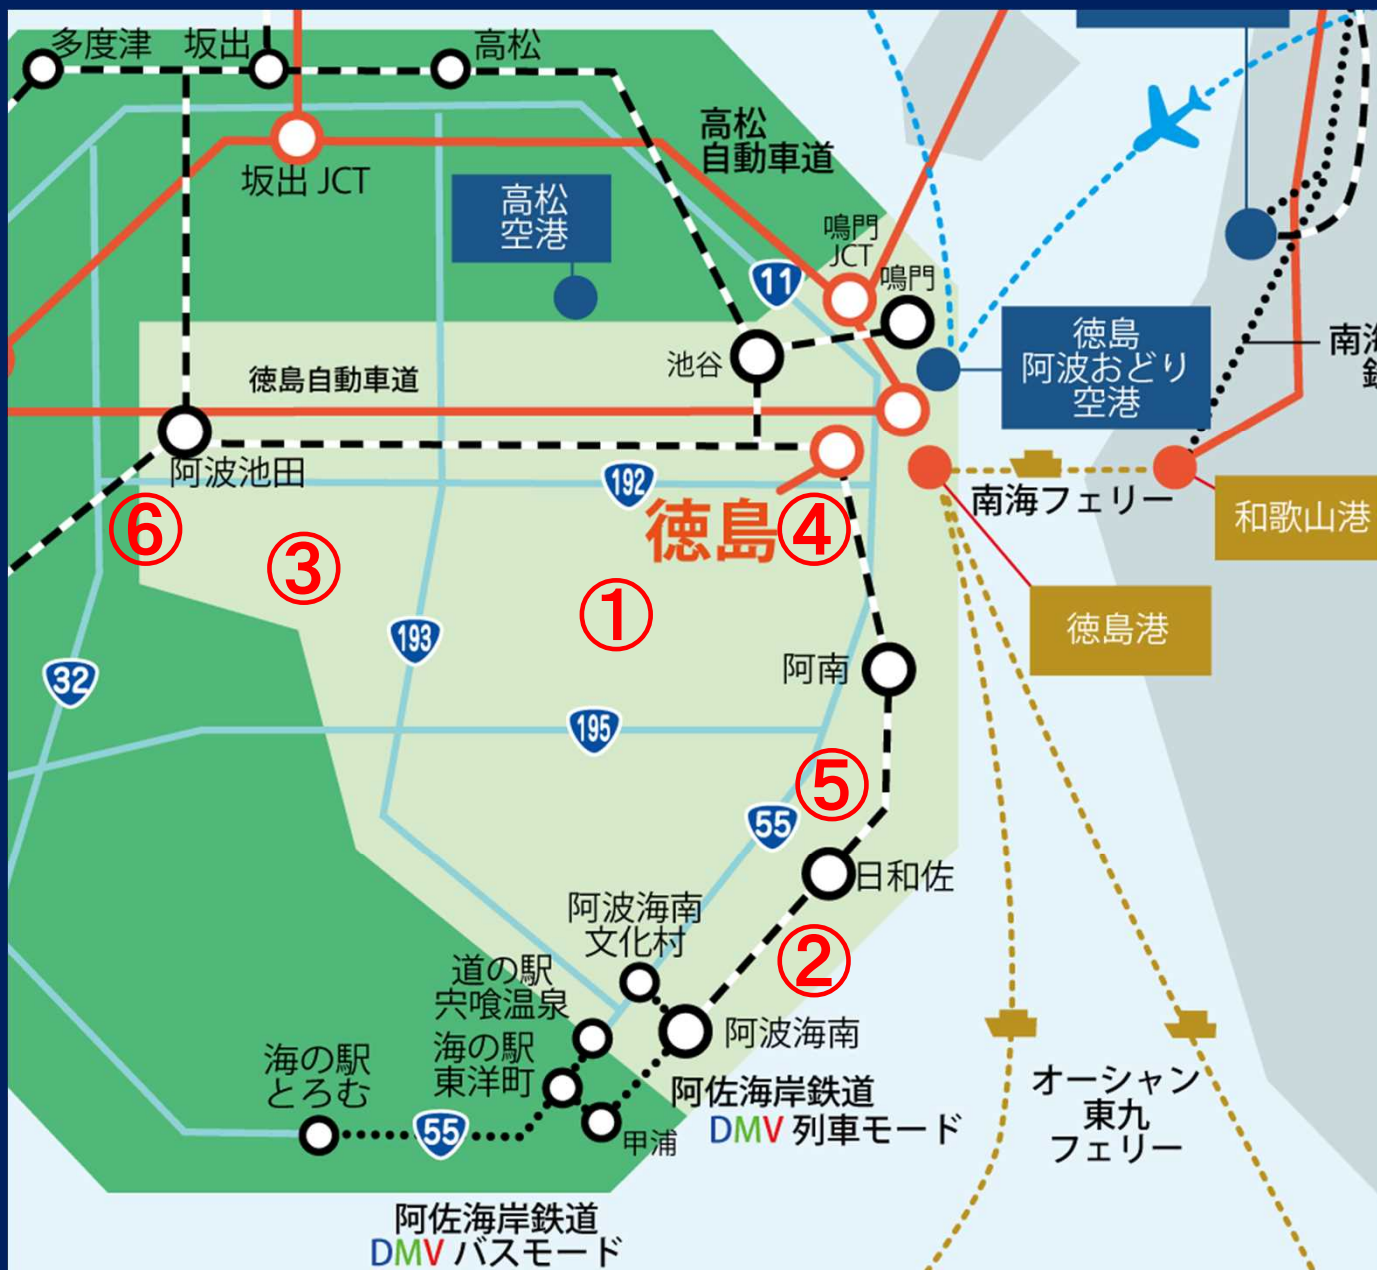 多度津
坂出
高松
高松
自動車道
坂出 JCT
高松
空港
鳴門
JCT
鳴門
11
池谷
徳島
阿波おどり
空港
南海
徳島自動車道
阿波池田
192
南海フェリー
和歌山港
徳島
④
⑥
③
①
193
徳島港
32
阿南
195
⑤
55
日和佐
阿波海南
文化村
②
道の駅
宍喰温泉
阿波海南
海の駅
東洋町
海の駅
とろむ
阿佐海岸鉄道
DMV 列車モード
甲浦
55
オーシャン
東九
フェリー
阿佐海岸鉄道
DMV バスモード